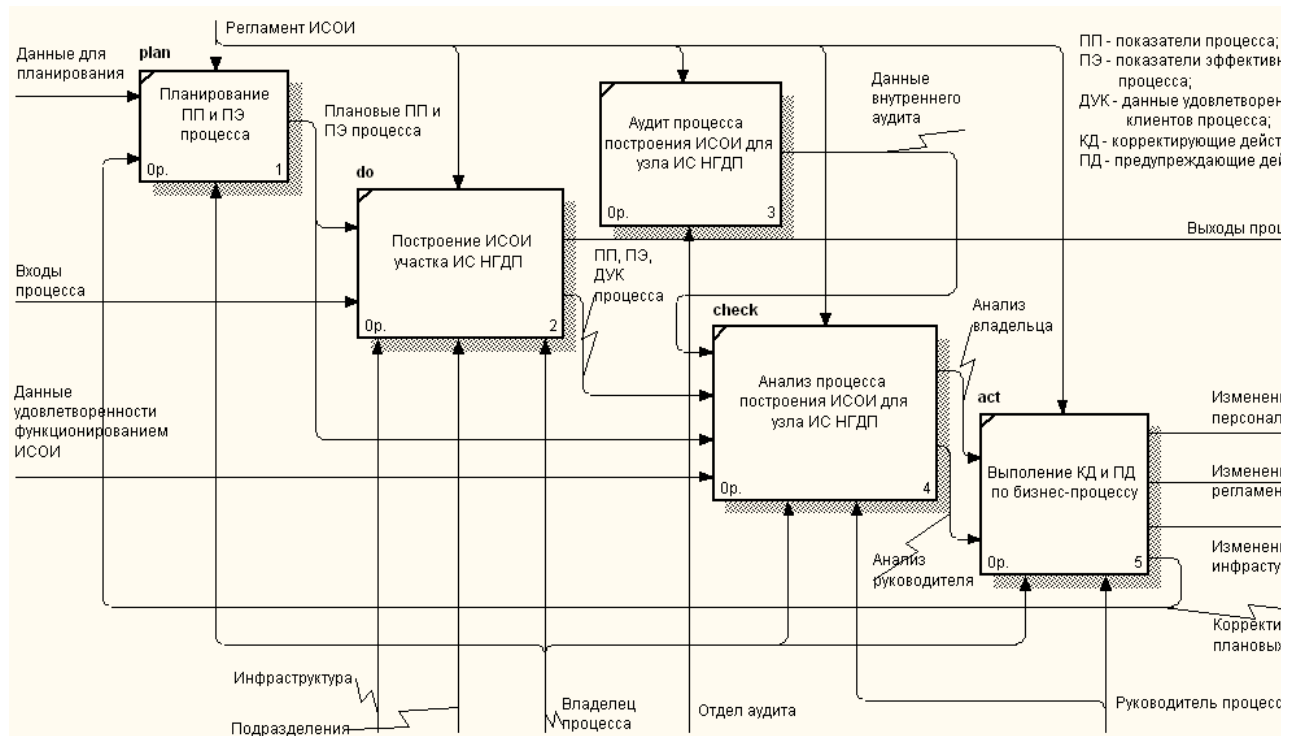 Регламент ИСОИ
Данные для
планирования
plan
Планирование
ПП и ПЭ
процесса
0р.
1
Плановые ПП и
ПЭ процесса
Аудит процесса
построения ИСОИ для
узла ИС НГДП
0р.
3
Данные
внутреннего
аудита
ПП - показатели процесса;
ПЭ - показатели эффективн
процесса;
ДУК - данные удовлетворен
клиентов процесса;
КД - корректирующие дейст
ПД - предупреждающие дей
do
Построение ИСОИ
участка ИС НГДП
0р.
2
Выходы проц
Входы
процесса
ПП, ПЭ,
ДУК
процесса
check
Анализ процесса
построения ИСОИ для
узла ИС НГДП
0р.
4
Анализ
владельца
Данные
удовлетворенности
функционированием
ИСОИ
act
Выполение КД и ПД
по бизнес-процессу
0р.
5
Изменен
персонал
Изменен
регламен
Изменен
инфрасту
Анализ
руководителя
Корректи
плановых
Инфраструктура
Подразделения
Владелец
процесса
Отдел аудита
Руководитель процесс